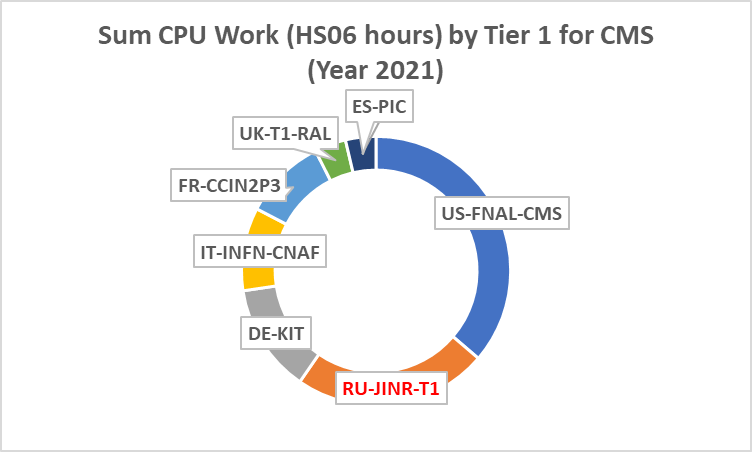 Sum CPU Work (HS06 hours) by Tier 1 for CMS
(Year 2021)
ES-PIC
UK-T1-RAL
FR-CCIN2P3
US-FNAL-CMS
IT-INFN-CNAF
DE-KIT
RU-JINR-T1